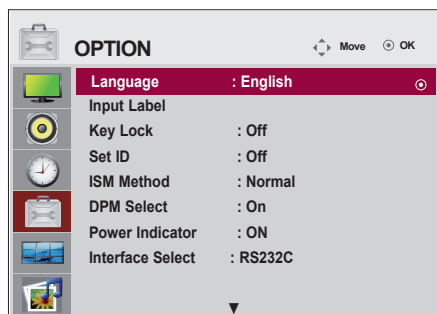 OPTION Move OK
Language : English
Input Label
Key Lock : Off
Set ID : Off
ISM Method : Normal
DPM Select : On
Power Indicator : ON
Interface Select : RS232C